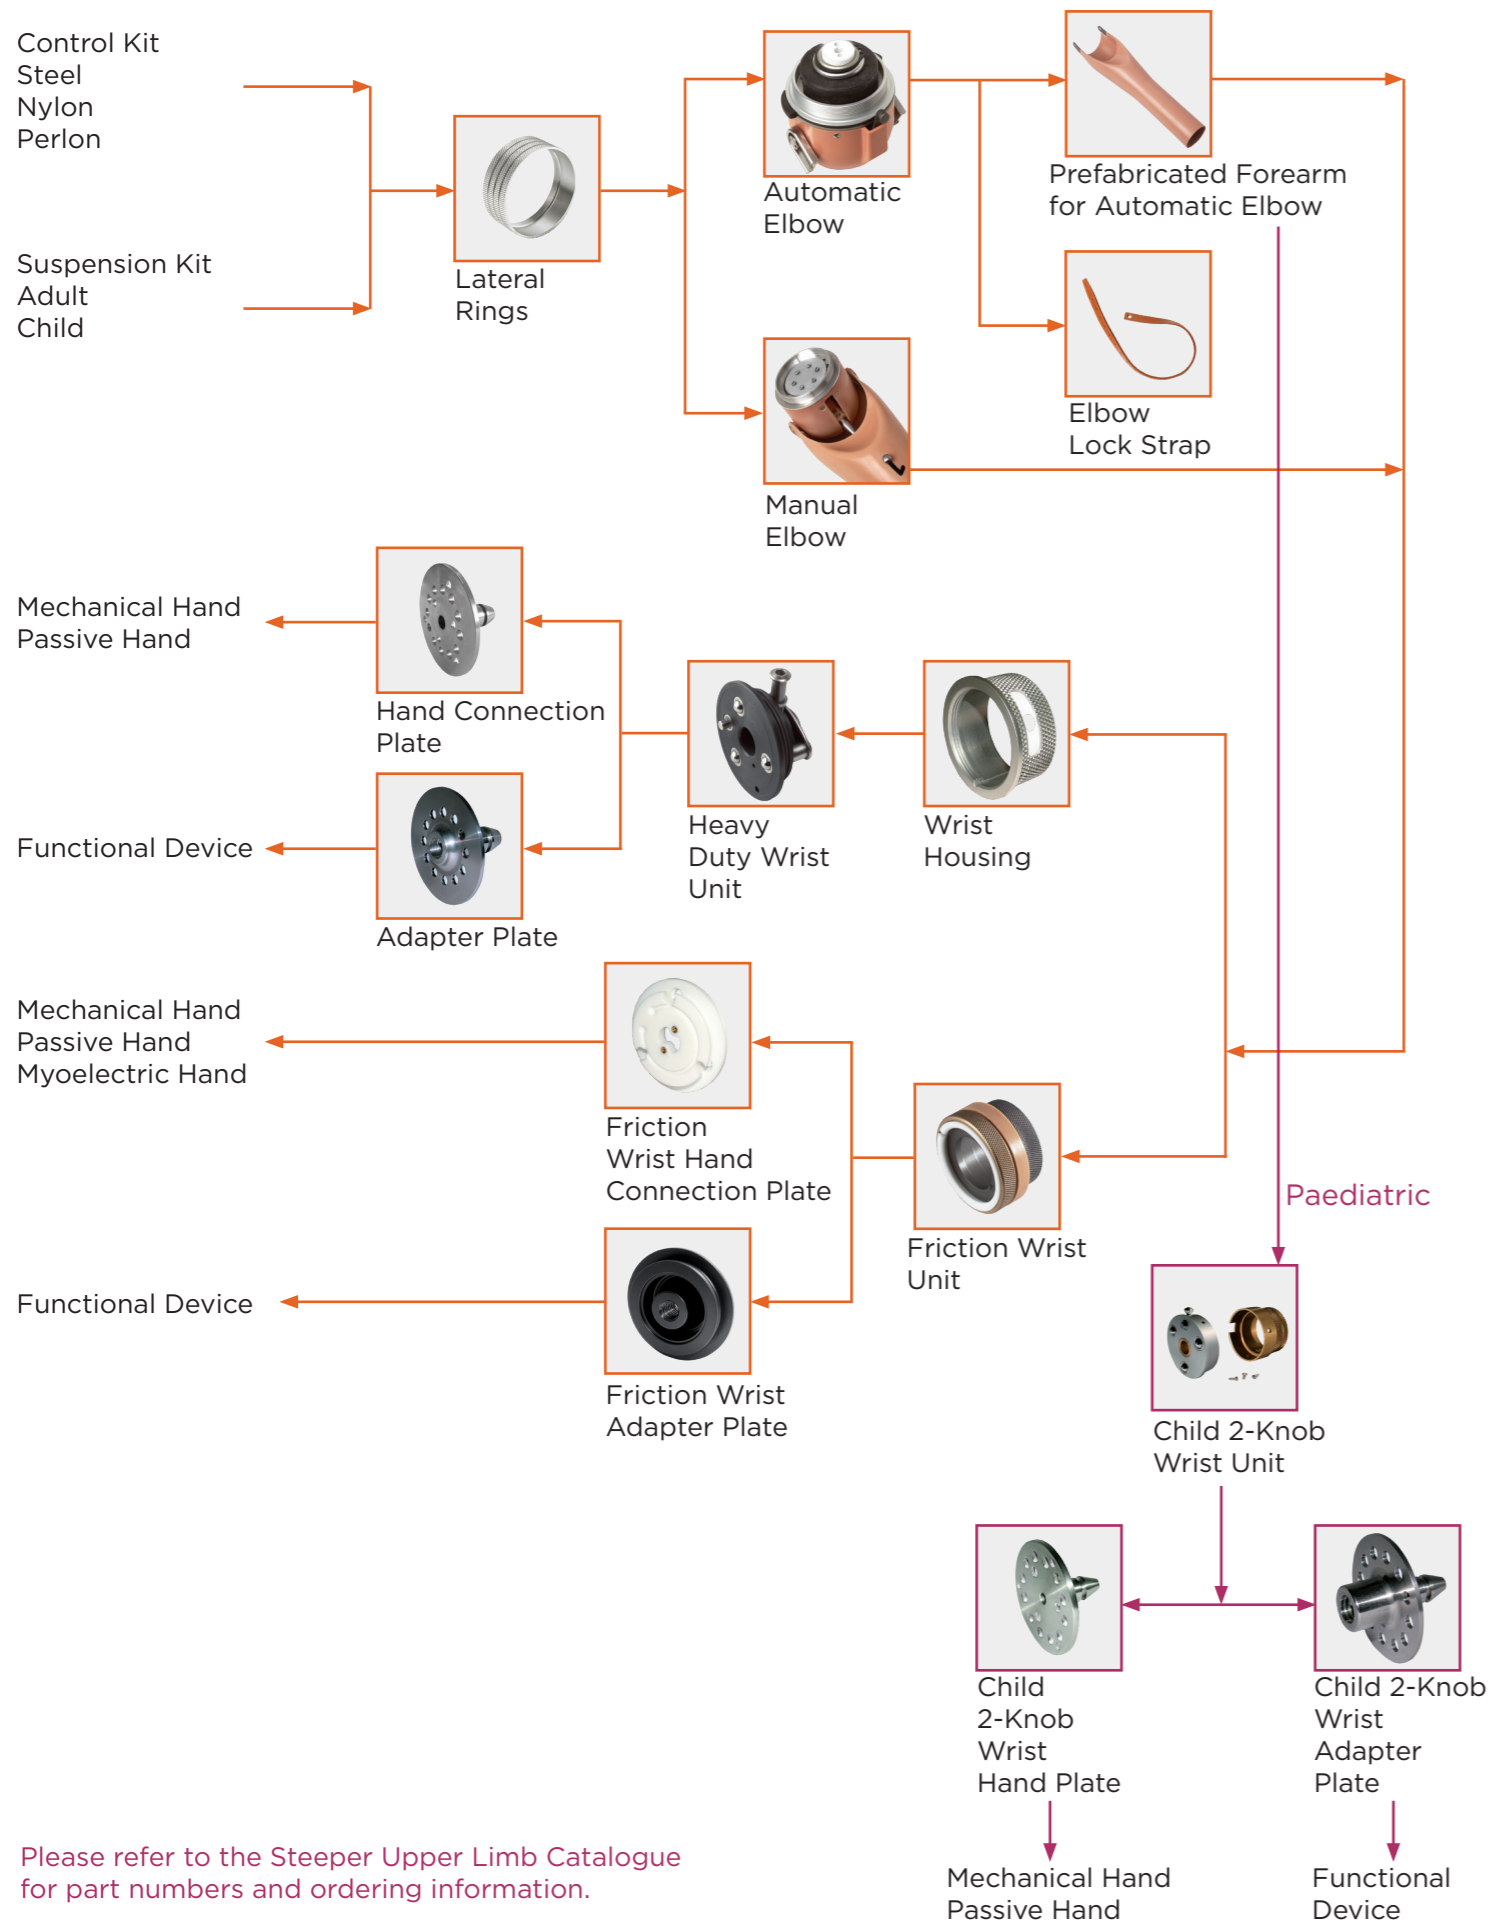 Control Kit
Steel
Nylon
Perlon
Suspension Kit
Adult
Child
Lateral
Rings
Automatic
Elbow
Prefabricated Forearm
for Automatic Elbow
Elbow
Lock Strap
Manual
Elbow
Mechanical Hand
Passive Hand
Hand Connection
Plate
Heavy
Duty Wrist
Unit
Wrist
Housing
Functional Device
Adapter Plate
Mechanical Hand
Passive Hand
Myoelectric Hand
Friction
Wrist Hand
Connection Plate
Friction Wrist
Unit
Paediatric
Functional Device
Friction Wrist
Adapter Plate
Child 2-Knob
Wrist Unit
Child
2-Knob
Wrist
Hand Plate
Child 2-Knob
Wrist
Adapter
Plate
Mechanical Hand
Passive Hand
Functional
Device
Please refer to the Steeper Upper Limb Catalogue
for part numbers and ordering information.